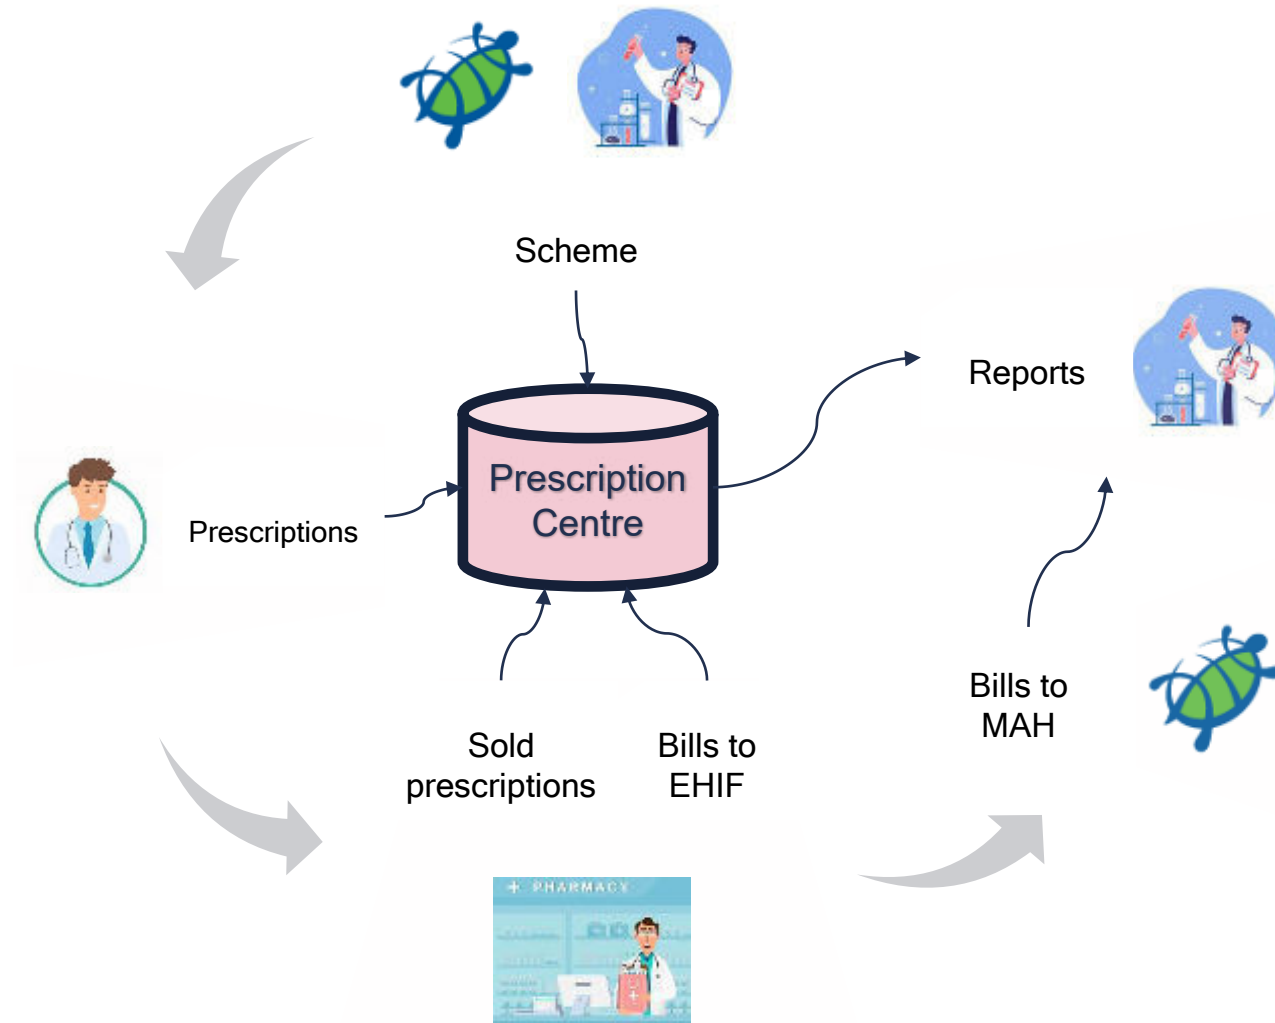 Scheme
Reports
Prescription
Centre
Prescriptions
Bills to
MAH
Sold
prescriptions
Bills to
EHIF
+ PHARMACY